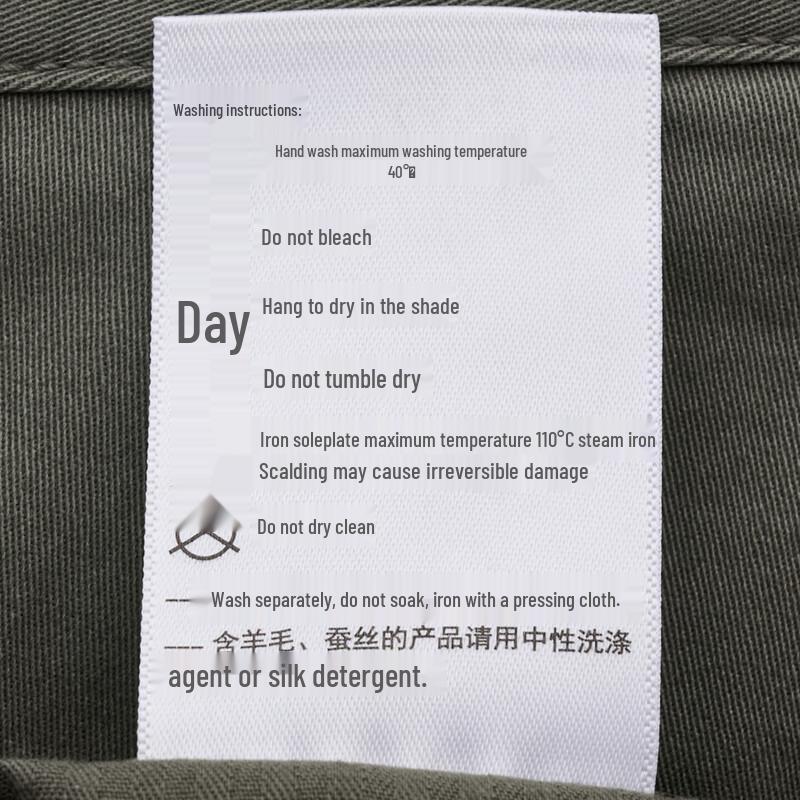 Washing instructions:
Hand wash maximum washing temperature
40°
Do not bleach
Hang to dry in the shade
Day
Do not tumble dry
Iron soleplate maximum temperature 110°C steam iron
Scalding may cause irreversible damage
Do not dry clean
Wash separately, do not soak, iron with a pressing cloth.
含羊毛、蚕丝的产品请用中性洗涤
agent or silk detergent.